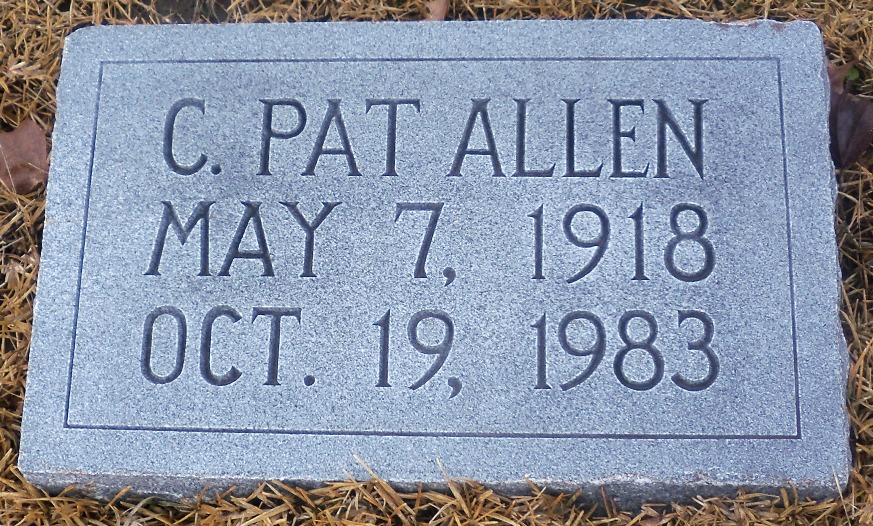 C. PAT ALLEN
MAY 7, 1918
OCT. 19, 1983